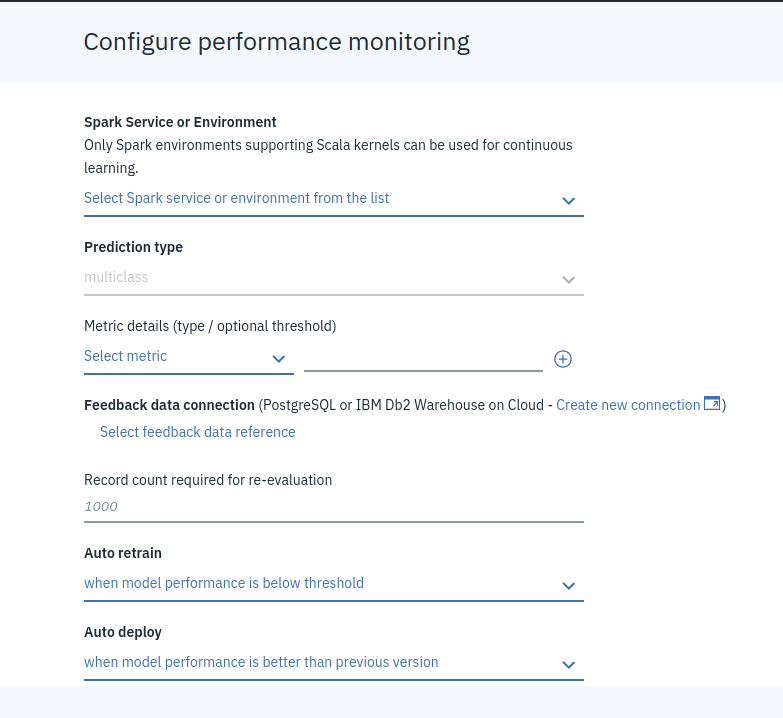 Configure performance monitoring
Spark Service or Environment
Only Spark environments supporting Scala kernels can be used for continuous
learning.
Select Spark service or environment from the list
Prediction type
multiclass
Metric details (type / optional threshold)
Select metric
Feedback data connection (PostgreSQL or IBM Db2 Warehouse on Cloud - Create new connection )
Select feedback data reference
Record count required for re-evaluation
1000
Auto retrain
when model performance is below threshold
Auto deploy
when model performance is better than previous version